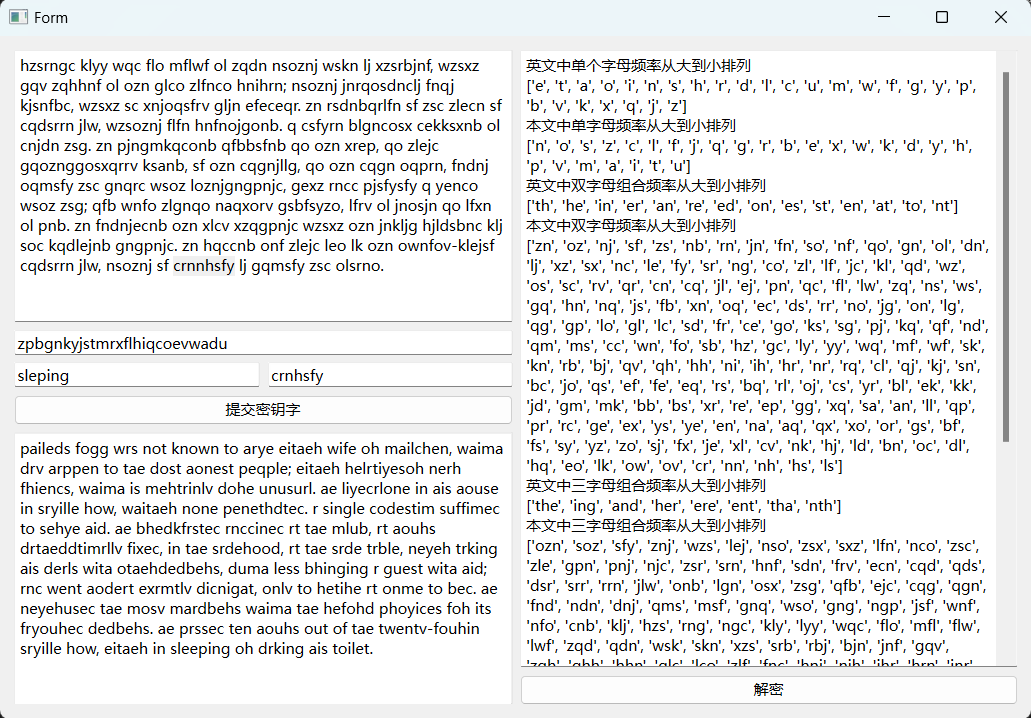 Form
hzsrngc klyy wqc flo mflwf ol zqdn nsoznj wskn lj xzsrbjnf, wzsxz
gqv zqhhnf ol ozn glco zlfnco hnihrn; nsoznj jnrqosdnclj fnqj
kjsnfbc, wzsxz sc xnjoqsfrv gljn efeceqr. zn rsdnbqrlfn sf zsc zlecn sf
cqdsrrn jlw, wzsoznj flfn hnfnojgonb. q csfyrn blgncosx cekksxnb ol
cnjdn zsg. zn pjngmkqconb qfbbsfnb qo ozn xrep, qo zlejc
gqoznggosxqrrv ksanb, sf ozn cqgnjllg, qo ozn cqgn oqprn, fndnj
oqmsfy zsc gnqrc wsoz loznjgngpnjc, gexz rncc pjsfysfy q yenco
wsoz zsg; qfb wnfo zlgnqo naqxorv gsbfsyzo, lfrv ol jnosjn qo lfxn
ol pnb. zn fndnjecnb ozn xlcv xzqgpnjc wzsxz ozn jnkljg hjldsbnc klj
soc kqdlejnb gngpnjc. zn hqccnb onf zlejc leo lk ozn ownfov-klejsf
cqdsrrn jlw, nsoznj sf crnnhsfy lj gqmsfy zsc olsrno.
zpbgnkyjstmrxflhiqcoevwadu
sleping
crnhsfy
提交密钥字
paileds fogg wrs not known to arye eitaeh wife oh mailchen, waima
drv arppen to tae dost aonest peqple; eitaeh helrtiyesoh nerh
fhiencs, waima is mehtrinlv dohe unusurl. ae liyecrlone in ais aouse
in sryille how, waitaeh none penethdtec. r single codestim suffimec
to sehye aid. ae bhedkfrstec rnccinec rt tae mlub, rt aouhs
drtaeddtimrllv fixec, in tae srdehood, rt tae srde trble, neyeh trking
ais derls wita otaehdedbehs, duma less bhinging r guest wita aid;
rnc went aodert exrmtlv dicnigat, onlv to hetihe rt onme to bec. ae
neyehusec tae mosv mardbehs waima tae hefohd phoyices foh its
fryouhec dedbehs. ae prssec ten aouhs out of tae twentv-fouhin
sryille how, eitaeh in sleeping oh drking ais toilet.
英文中单个字母频率从大到小排列
['e', 't', 'a', 'o', 'i', 'n', 's', 'h', 'r', 'd', 'l', 'c', 'u', 'm', 'w', 'f', 'g', 'y', 'p',
'b', 'v', 'k', 'x', 'q', 'j', 'z']
本文中单字母频率从大到小排列
['n', 'o', 's', 'z', 'c', 'l', 'f', 'j', 'q', 'g', 'r', 'b', 'e', 'x', 'w', 'k', 'd', 'y', 'h',
'p', 'v', 'm', 'a', 'i', 't', 'u']
英文中双字母组合频率从大到小排列
['th', 'he', 'in', 'er', 'an', 're', 'ed', 'on', 'es', 'st', 'en', 'at', 'to', 'nt']
本文中双字母组合频率从大到小排列
['zn', 'oz', 'nj', 'sf', 'zs', 'nb', 'rn', 'jn', 'fn', 'so', 'nf', 'qo', 'gn', 'ol', 'dn',
'lj', 'xz', 'sx', 'nc', 'le', 'fy', 'sr', 'ng', 'co', 'zl', 'lf', 'jc', 'kl', 'qd', 'wz',
'os', 'sc', 'rv', 'qr', 'cn', 'cq', 'jl', 'ej', 'pn', 'qc', 'fl', 'lw', 'zq', 'ns', 'ws',
'gq', 'hn', 'nq', 'js', 'fb', 'xn', 'oq', 'ec', 'ds', 'rr', 'no', 'jg', 'on', 'lg',
'qg', 'gp', 'lo', 'gl', 'lc', 'sd', 'fr', 'ce', 'go', 'ks', 'sg', 'pj', 'kq', 'qf', 'nd',
'qm', 'ms', 'cc', 'wn', 'fo', 'sb', 'hz', 'gc', 'ly', 'yy', 'wq', 'mf', 'wf', 'sk',
'kn', 'rb', 'bj', 'qv', 'qh', 'hh', 'ni', 'ih', 'hr', 'nr', 'rq', 'cl', 'qj', 'kj', 'sn',
'bc', 'jo', 'qs', 'ef', 'fe', 'eq', 'rs', 'bq', 'rl', 'oj', 'cs', 'yr', 'bl', 'ek', 'kk',
'jd', 'gm', 'mk', 'bb', 'bs', 'xr', 're', 'ep', 'gg', 'xq', 'sa', 'an', 'll', 'qp',
'pr', 'rc', 'ge', 'ex', 'ys', 'ye', 'en', 'na', 'aq', 'qx', 'xo', 'or', 'gs', 'bf',
'fs', 'sy', 'yz', 'zo', 'sj', 'fx', 'je', 'xl', 'cv', 'nk', 'hj', 'ld', 'bn', 'oc', 'dl',
'hq', 'eo', 'lk', 'ow', 'ov', 'cr', 'nn', 'nh', 'hs', 'ls']
英文中三字母组合频率从大到小排列
['the', 'ing', 'and', 'her', 'ere', 'ent', 'tha', 'nth']
本文中三字母组合频率从大到小排列
['ozn', 'soz', 'sfy', 'znj', 'wzs', 'lej', 'nso', 'zsx', 'sxz', 'lfn', 'nco', 'zsc',
'zle', 'gpn', 'pnj', 'njc', 'zsr', 'srn', 'hnf', 'sdn', 'frv', 'ecn', 'cqd', 'qds',
'dsr', 'srr', 'rrn', 'jlw', 'onb', 'lgn', 'osx', 'zsg', 'qfb', 'ejc', 'cqg', 'qgn',
'fnd', 'ndn', 'dnj', 'qms', 'msf', 'gnq', 'wso', 'gng', 'ngp', 'jsf', 'wnf',
'nfo', 'cnb', 'klj', 'hzs', 'rng', 'ngc', 'kly', 'lyy', 'wqc', 'flo', 'mfl', 'flw',
'lwf', 'zqd', 'qdn', 'wsk', 'skn', 'xzs', 'srb', 'rbj', 'bjn', 'jnf', 'gqv',
'zqh', 'qhh', 'hhn', 'glc', 'lco', 'zlf', 'fnc', 'hni', 'nih', 'ihr', 'hrn', 'jnr',
解密